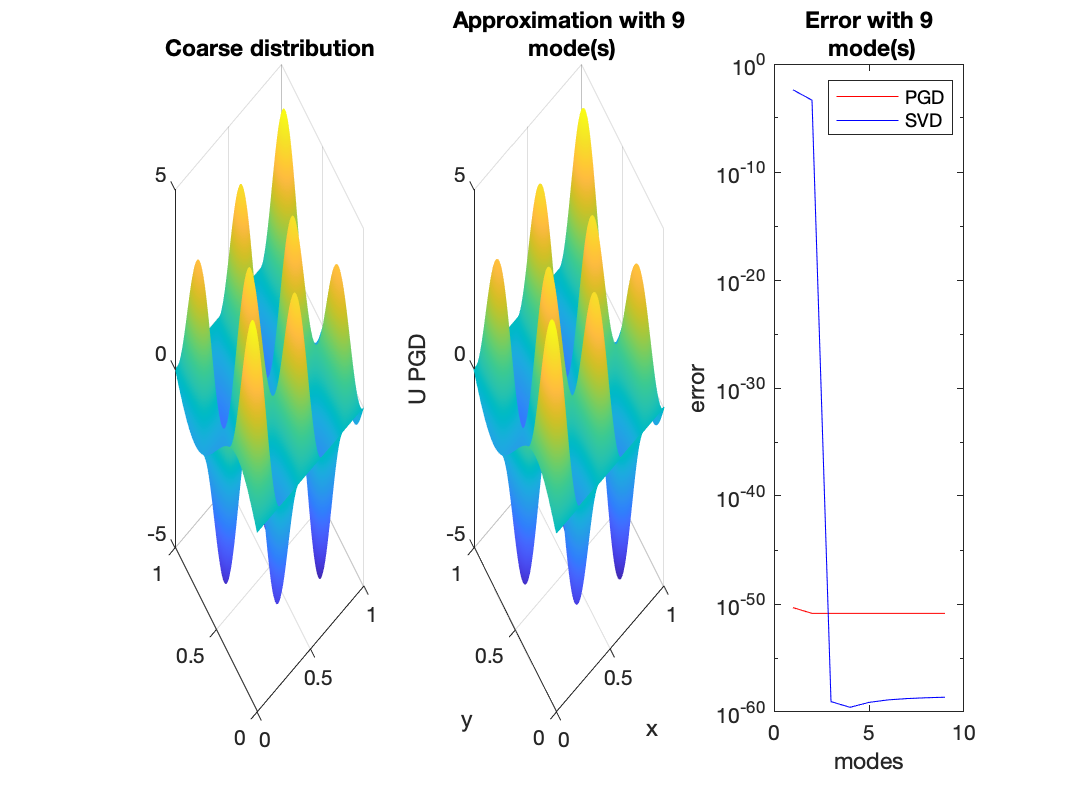 Coarse distribution
5
0
-5
1
0.5
0
0
0.5
1
Approximation with 9
mode(s)
U PGD
5
0
-5
1
0.5
0
y
0
0.5
1
x
Error with 9
mode(s)
PGD
SVD
error
10^0
10^-10
10^-20
10^-30
10^-40
10^-50
10^-60
0
5
10
modes